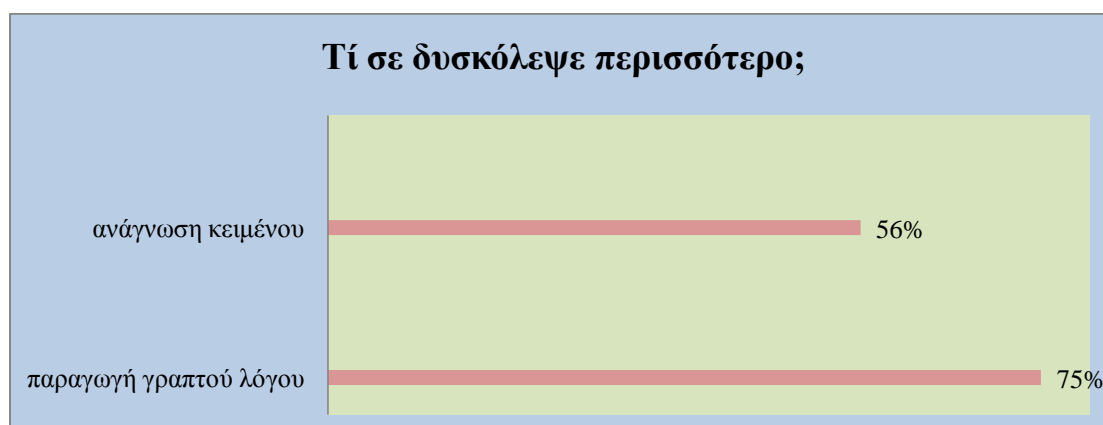 Τί σε δυσκόλεψε περισσότερο;
ανάγνωση κειμένου
56%
παραγωγή γραπτού λόγου
75%